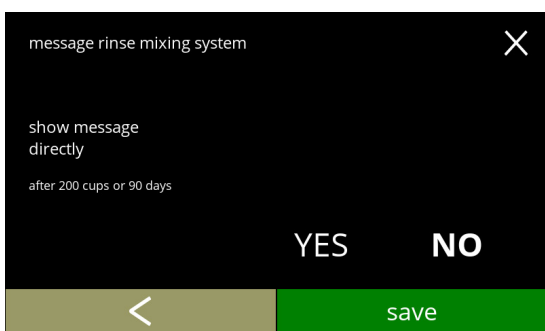 message rinse mixing system
show message
directly
after 200 cups or 90 days
YES NO
save